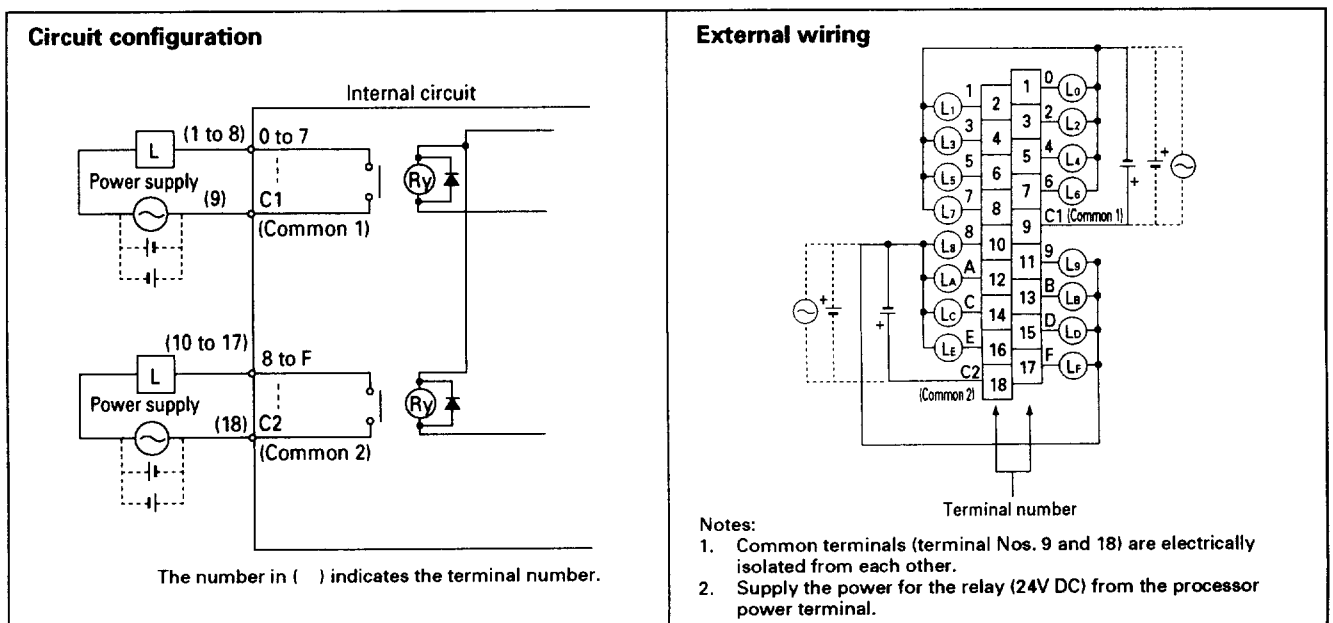 Circuit configuration
Internal circuit
(1 to 8) 0 to 7
L
Power supply
(9) C1
(Common 1)
Ry
(10 to 17)
8 to F
L
Power supply
(18) C2
(Common 2)
Ry
The number in ( ) indicates the terminal number.
External wiring
1 0 L0
L1 1 2
3 2 L2
L3 3 4
5 4 L4
L5 5 6
7 6 L6
L7 7 8
9 C1 (Common 1)
L8 8 10
11 9 L9
LA A 12
13 B LB
LC C 14
15 D LD
LE E 16
17 F LF
C2 18
(Common 2)
+ + + +
Terminal number
Notes:
1. Common terminals (terminal Nos. 9 and 18) are electrically
isolated from each other.
2. Supply the power for the relay (24V DC) from the processor
power terminal.